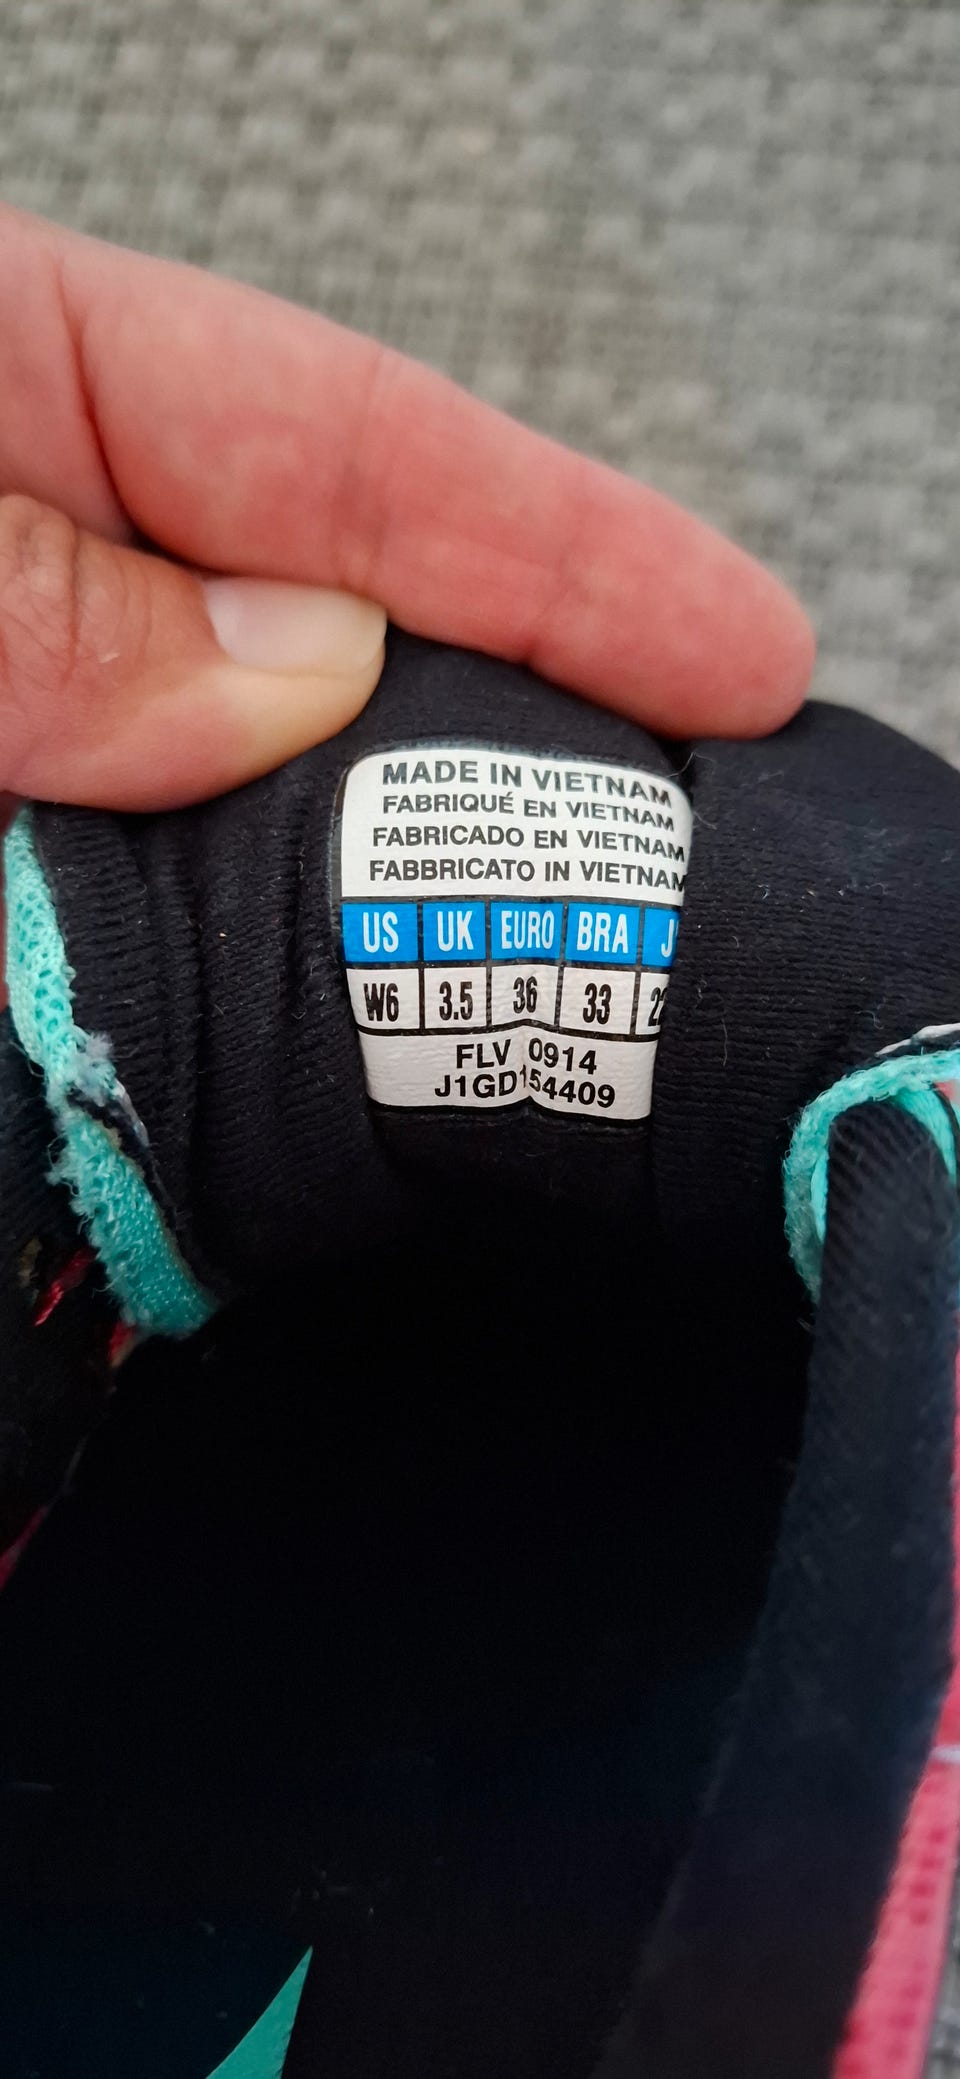 MADE IN VIETNAM
FABRIQUÉ EN VIETNAM
FABRICADO EN VIETNAM
FABBRICATO IN VIETNAM
US UK EURO BRA
W6 3.5 36 33
FLV 0914
J1GD154409